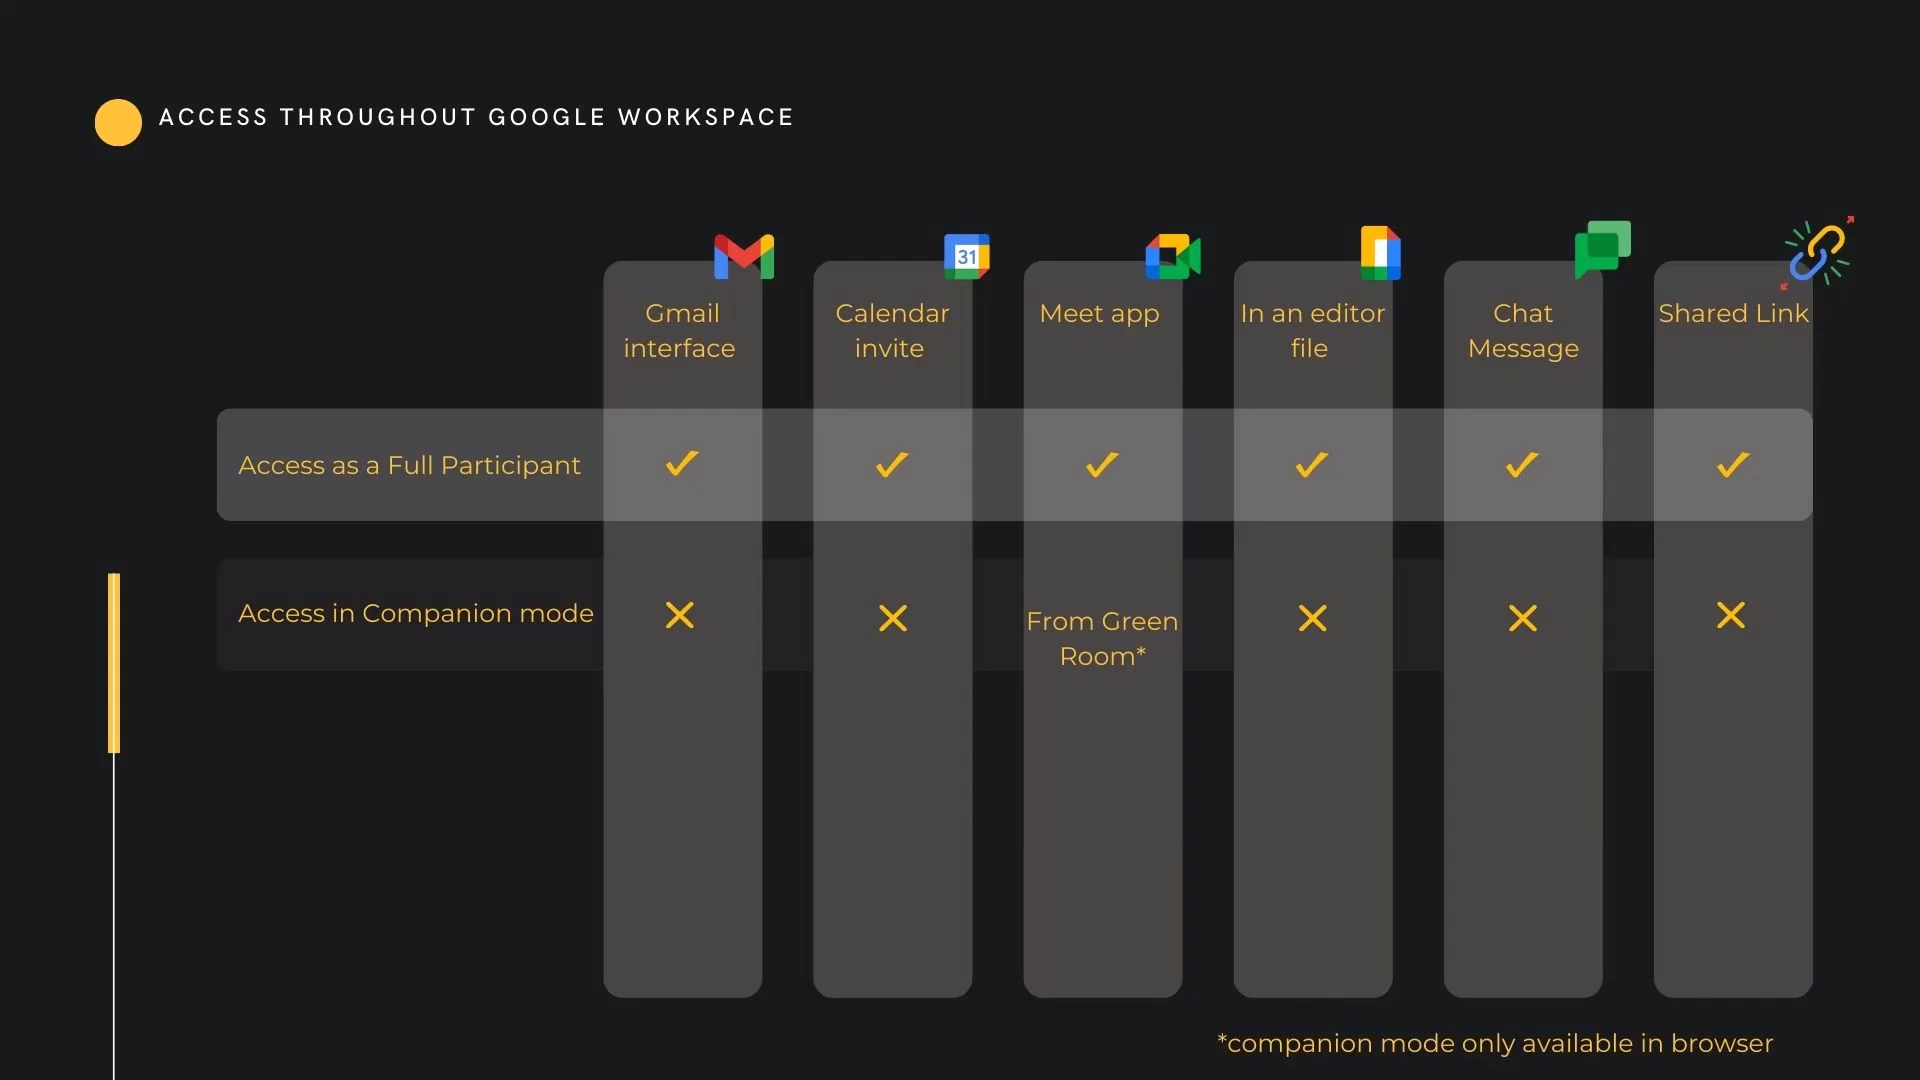 ACCESS THROUGHOUT GOOGLE WORKSPACE
31
Gmail
interface
Calendar
invite
Meet app
In an editor
file
Chat
Message
Shared Link
Access as a Full Participant
Access in Companion mode
From Green
Room*
*companion mode only available in browser